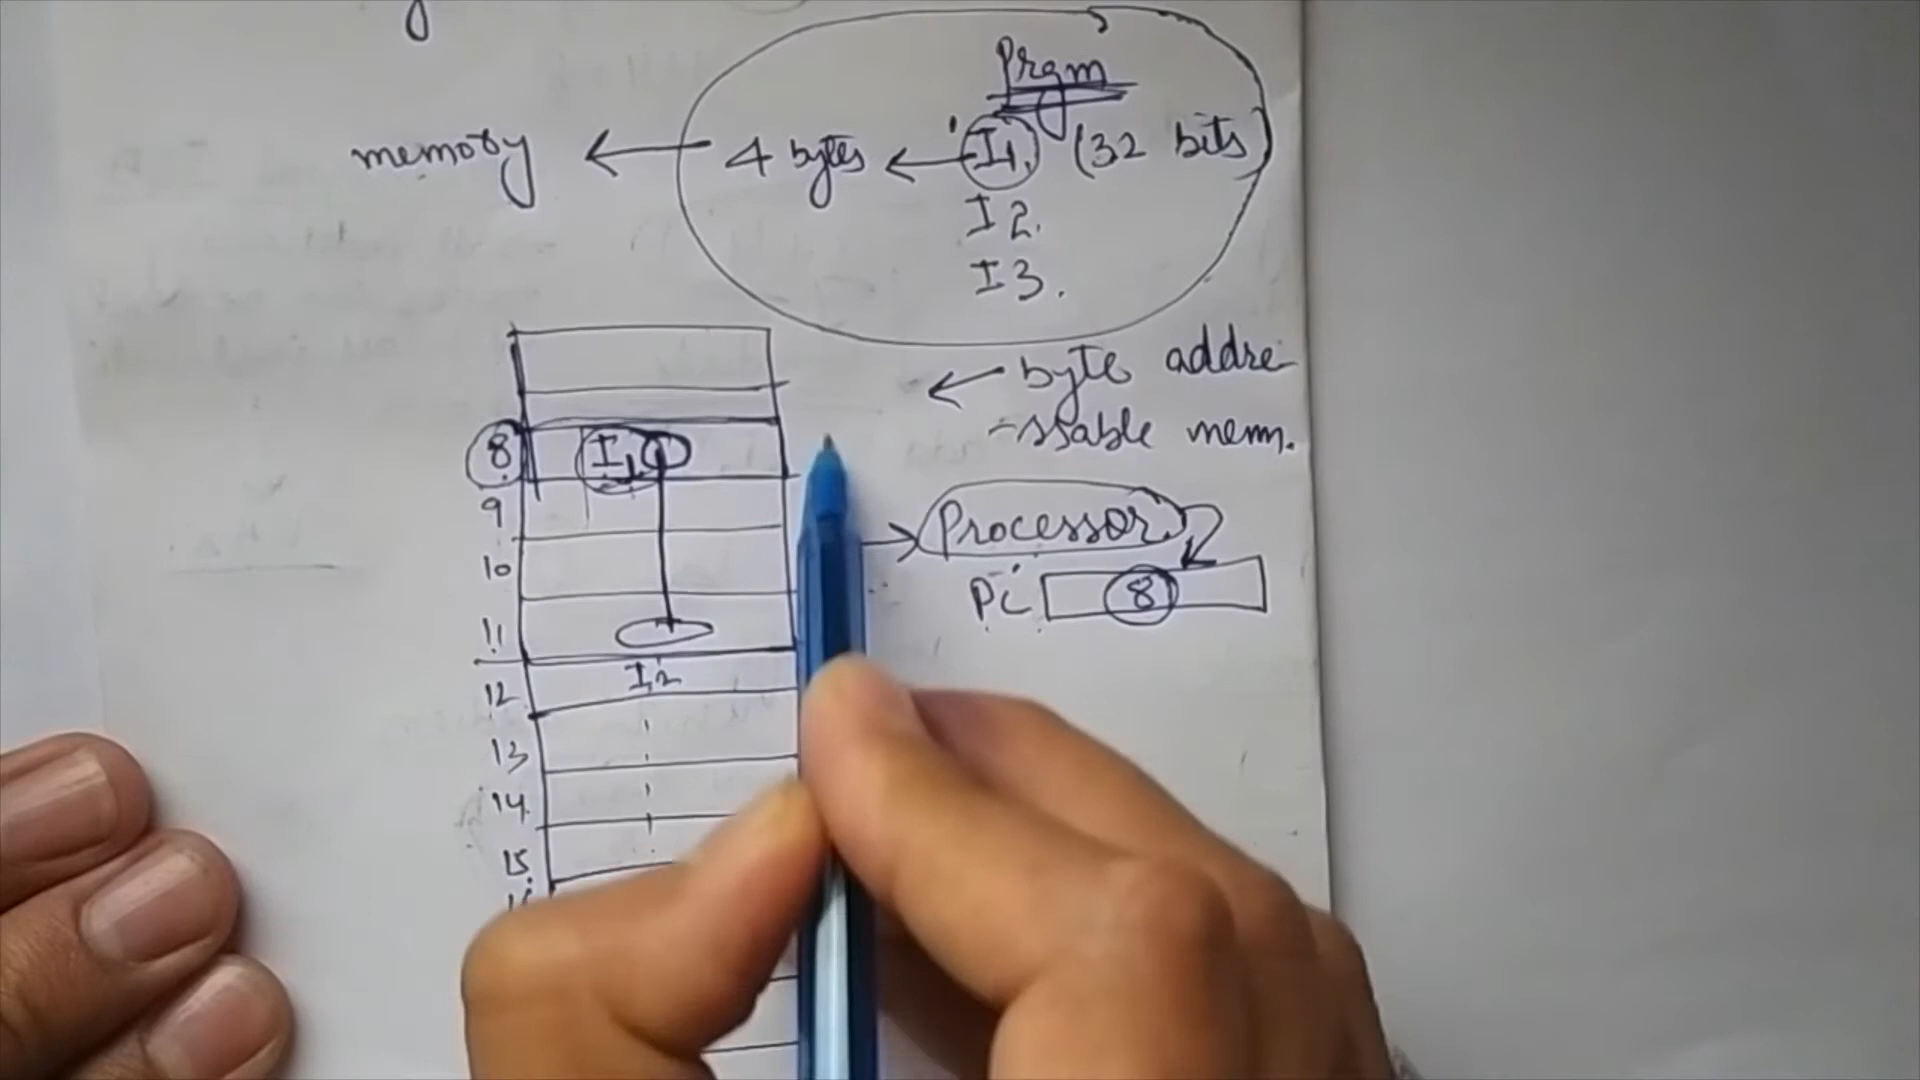 Prgm
memory ← 4 bytes ← I1. (32 bits)
I2.
I3.
← byte addre
-ssable mem.
8 I1
9
10
11
12 I2
13
14
15
→ Processor
PC 8